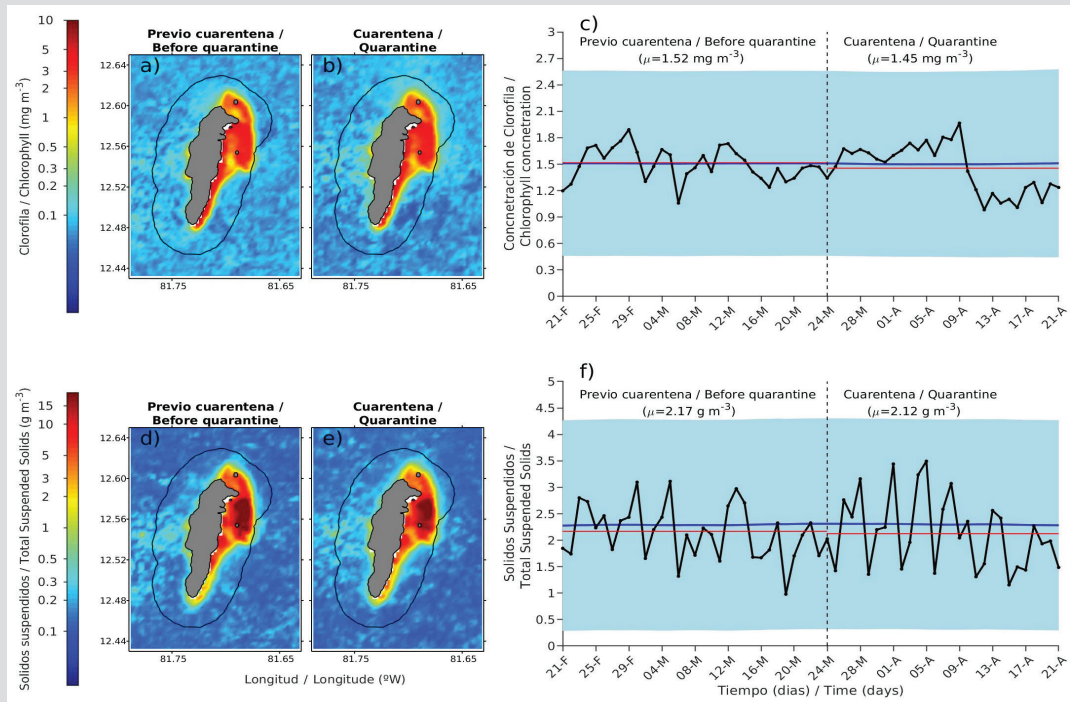 Previo cuarentena /
Before quarantine
Cuarentena /
Quarantine
a)
b)
Clorofila / Chlorophyll (mg m⁻³)
10
5
3
2
1
0.5
0.3
0.2
0.1
12.64
12.60
12.56
12.52
12.48
12.44
81.75
81.65
81.75
81.65
c)
Previo cuarentena / Before quarantine
(μ=1.52 mg m⁻³)
Cuarentena / Quarantine
(μ=1.45 mg m⁻³)
Concnetración de Clorofila /
Chlorophyll concnetration
3
2.7
2.4
2.1
1.8
1.5
1.2
0.9
0.6
0.3
0
21-F
25-F
29-F
04-M
08-M
12-M
16-M
20-M
24-M
28-M
01-A
05-A
09-A
13-A
17-A
21-A
Previo cuarentena /
Before quarantine
Cuarentena /
Quarantine
d)
e)
Solidos suspendidos / Total Suspended Solids (g m⁻³)
15
10
5
3
2
1
0.5
0.3
0.2
0.1
12.64
12.60
12.56
12.52
12.48
12.44
81.75
81.65
81.75
81.65
Longitud / Longitude (ºW)
f)
Previo cuarentena / Before quarantine
(μ=2.17 g m⁻³)
Cuarentena / Quarantine
(μ=2.12 g m⁻³)
Solidos Suspendidos /
Total Suspended Solids
5
4.5
4
3.5
3
2.5
2
1.5
1
0.5
0
21-F
25-F
29-F
04-M
08-M
12-M
16-M
20-M
24-M
28-M
01-A
05-A
09-A
13-A
17-A
21-A
Tiempo (dias) / Time (days)